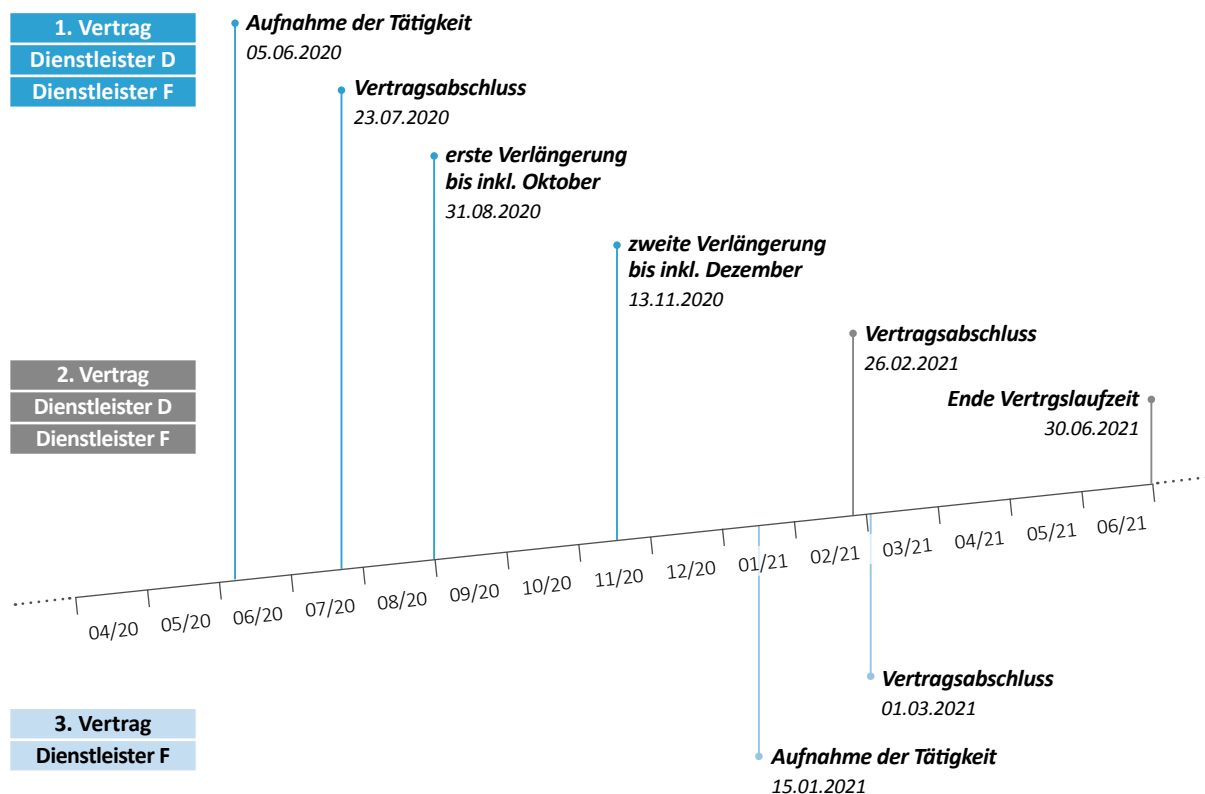 1. Vertrag
Dienstleister D
Dienstleister F
Aufnahme der Tätigkeit
05.06.2020
Vertragsabschluss
23.07.2020
erste Verlängerung
bis inkl. Oktober
31.08.2020
zweite Verlängerung
bis inkl. Dezember
13.11.2020
2. Vertrag
Dienstleister D
Dienstleister F
Vertragsabschluss
26.02.2021
Ende Vertrgslaufzeit
30.06.2021
04/20
05/20
06/20
07/20
08/20
09/20
10/20
11/20
12/20
01/21
02/21
03/21
04/21
05/21
06/21
3. Vertrag
Dienstleister F
Vertragsabschluss
01.03.2021
Aufnahme der Tätigkeit
15.01.2021